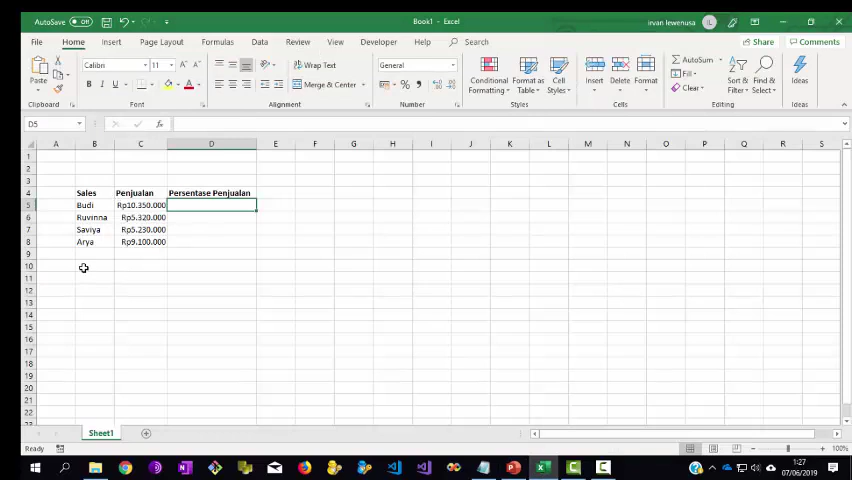 AutoSave Off Book1 - Excel irvan lewenusa IL
File Home Insert Page Layout Formulas Data Review View Developer Help Search Share Comments
Paste Calibri 11 Wrap Text General Conditional Formatting Format as Table Cell Styles Insert Delete Format AutoSum Sort & Filter Find & Select Ideas
B I U Merge & Center % Fill Clear
Clipboard Font Alignment Number Styles Cells Editing Ideas
D5 fx
A B C D E F G H I J K L M N O P Q R S
1
2
3
4 Sales Penjualan Persentase Penjualan
5 Budi Rp10.350.000
6 Ruvinna Rp5.320.000
7 Saviya Rp5.230.000
8 Arya Rp9.100.000
9
10
11
12
13
14
15
16
17
18
19
20
21
22
23
Sheet1
Ready 100%
1:27
07/06/2019